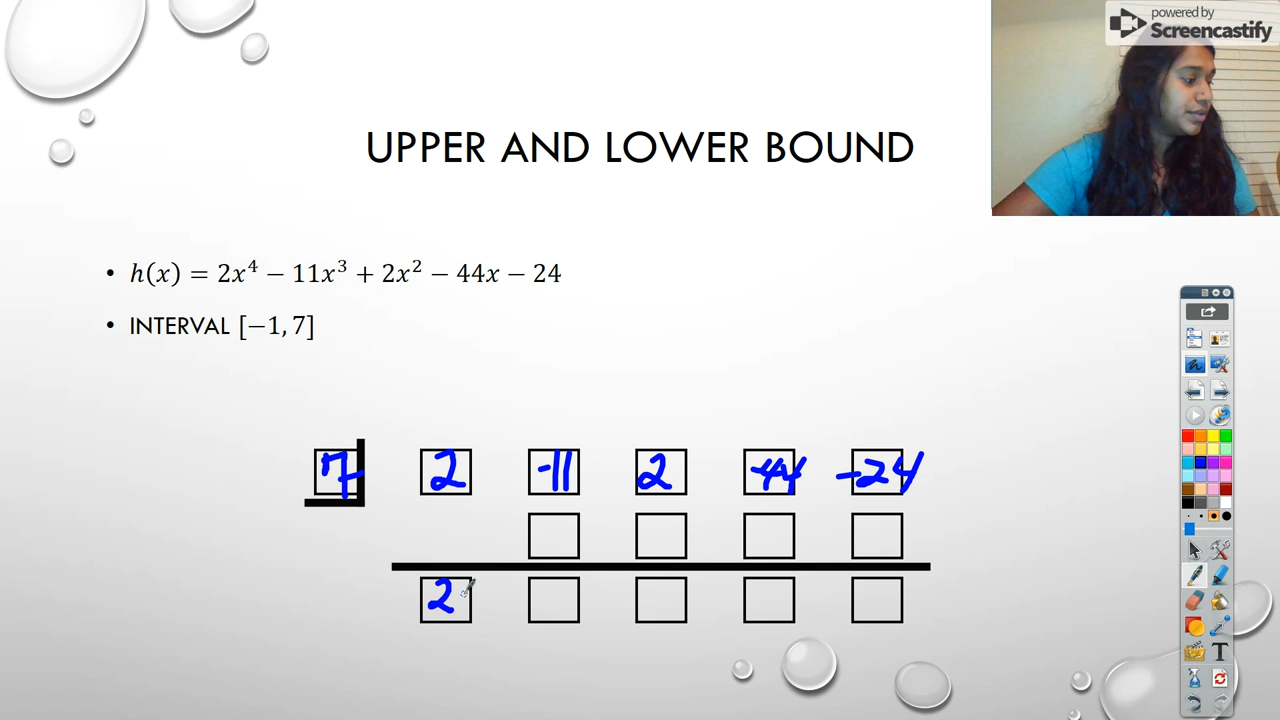 powered by
Screencastify
UPPER AND LOWER BOUND
• h(x) = 2x⁴ − 11x³ + 2x² − 44x − 24
• INTERVAL [−1, 7]
7 2 -11 2 -44 -24
2
T